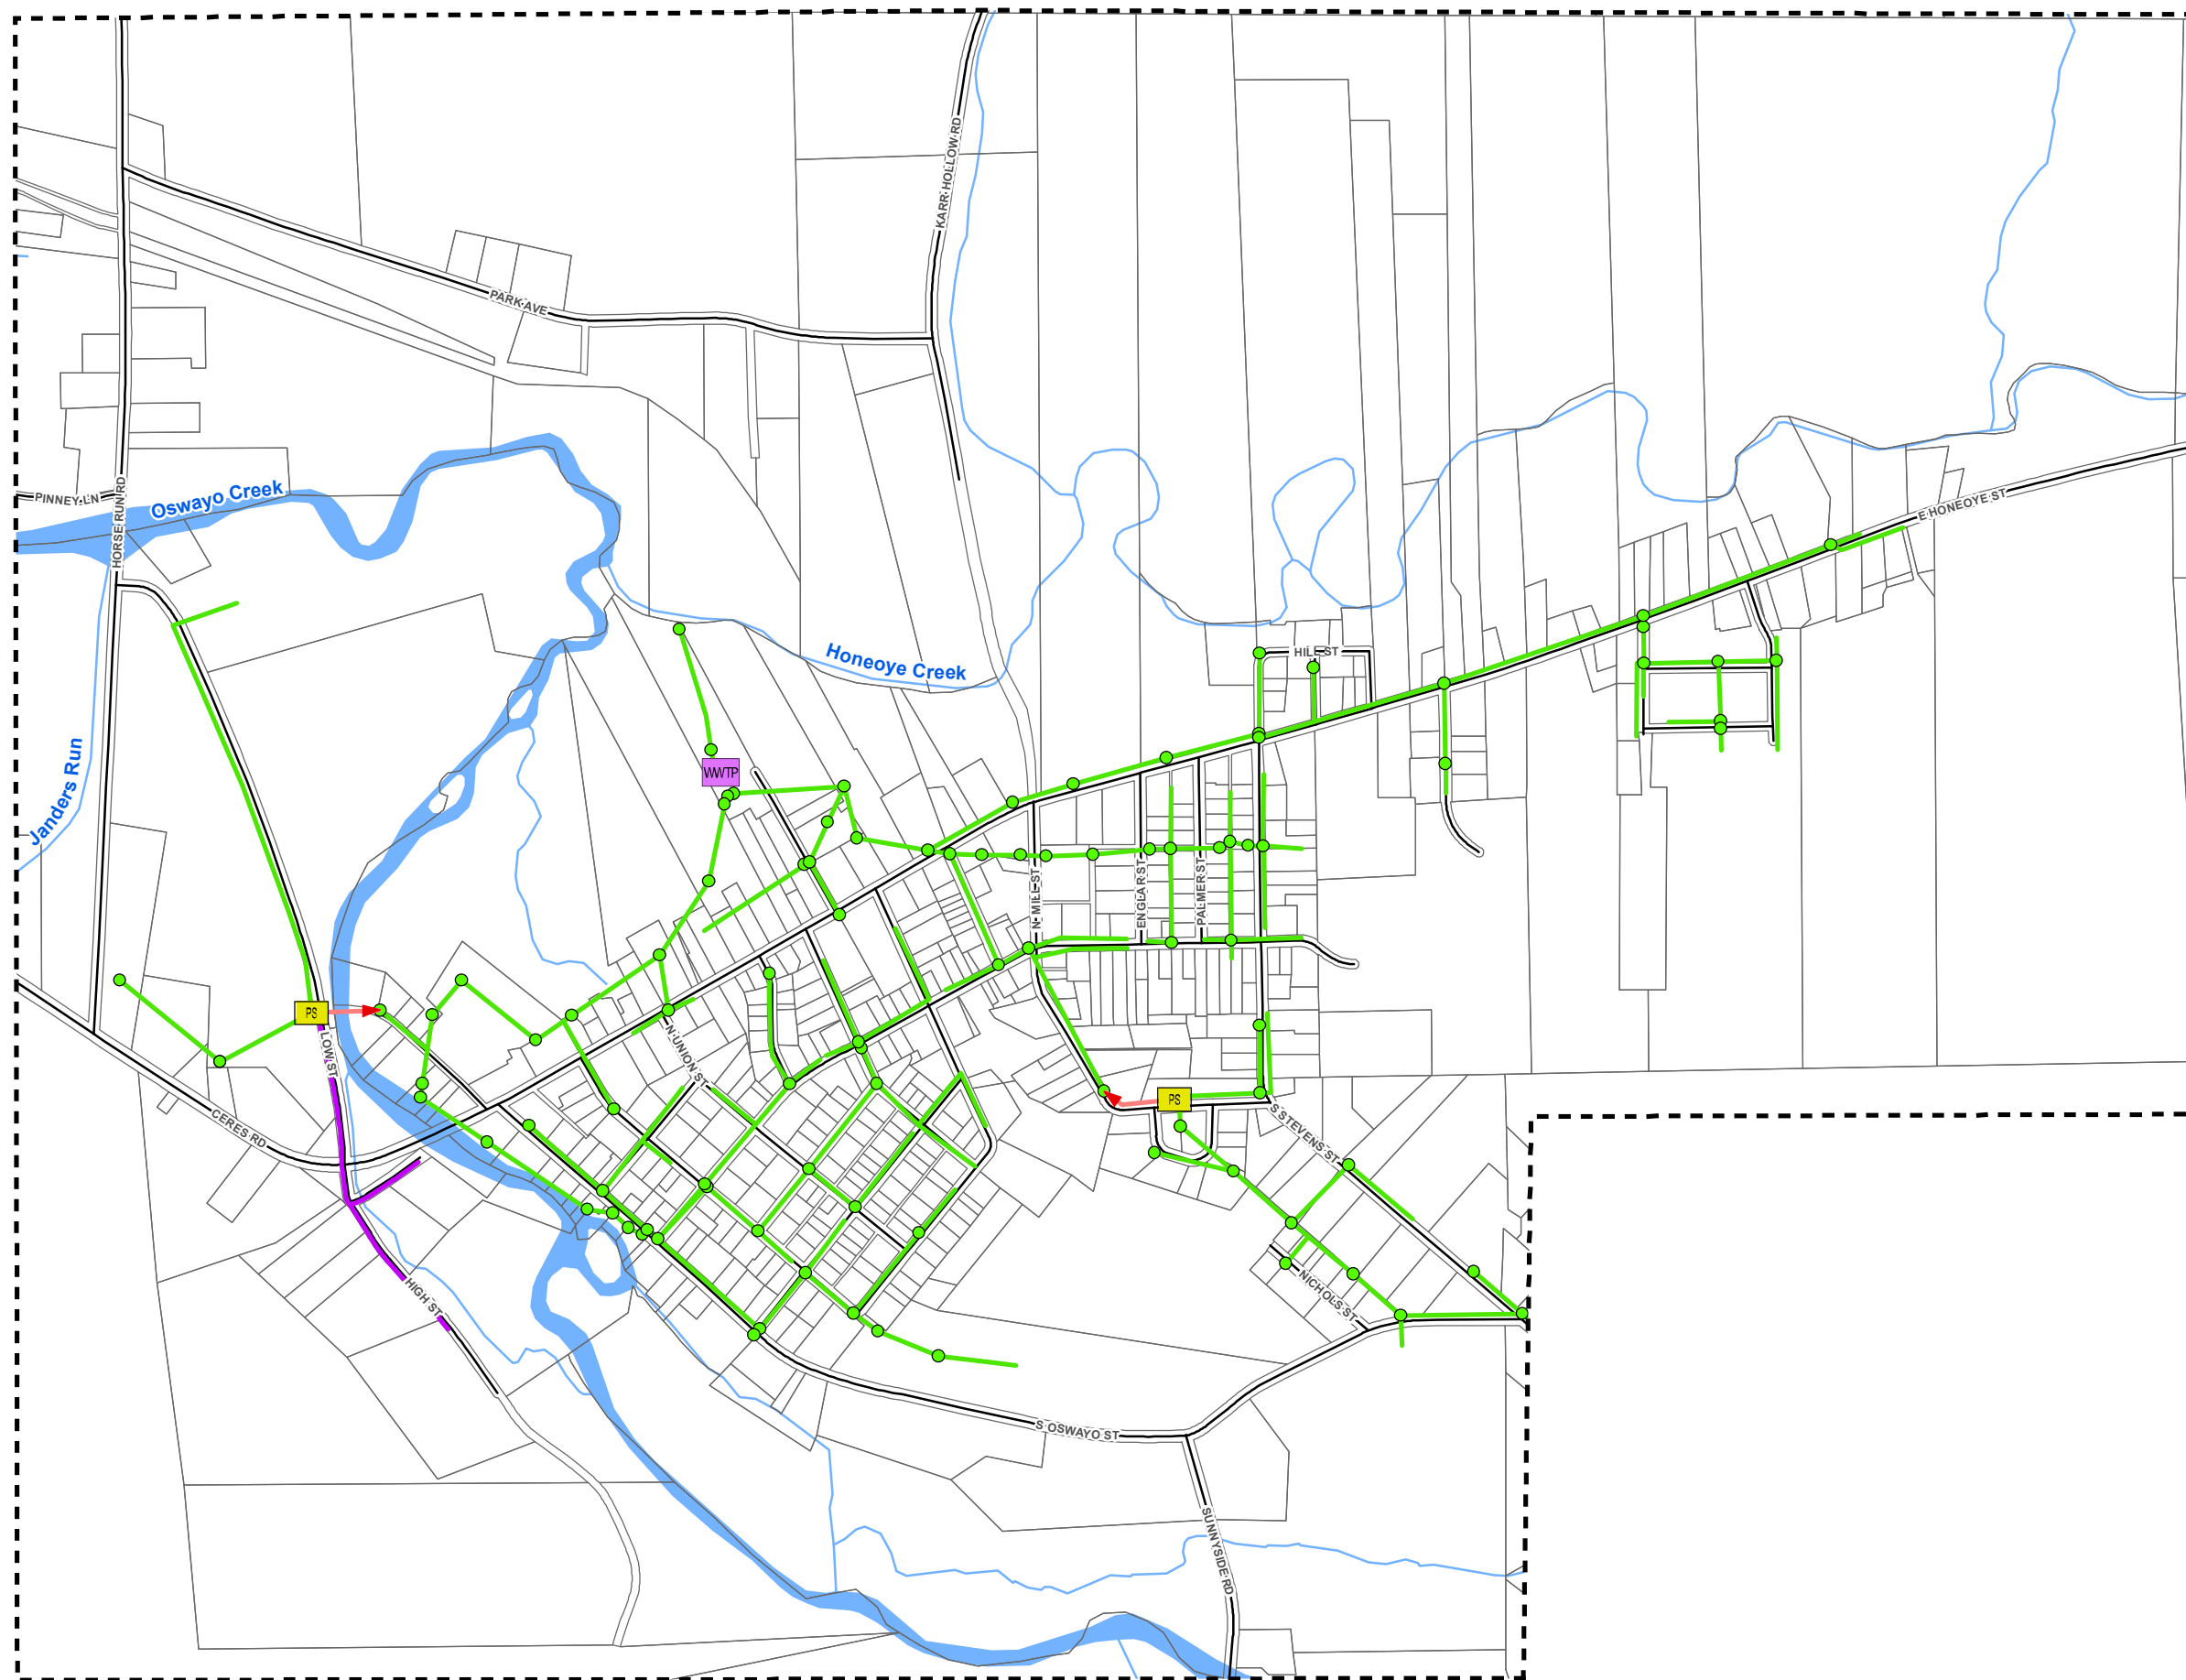 KARR HOLLOW RD
PARK AVE
PINNEY LN
HORSE RUN RD
Oswayo Creek
E HONEOYE ST
Honeoye Creek
HILL ST
Janders Run
WWTP
N MILL ST
ENGLAR ST
PALMER ST
PS
LOW ST
N UNION ST
PS
CERES RD
S STEVENS ST
HIGH ST
NICHOLS ST
S OSWAYO ST
SUNNYSIDE RD